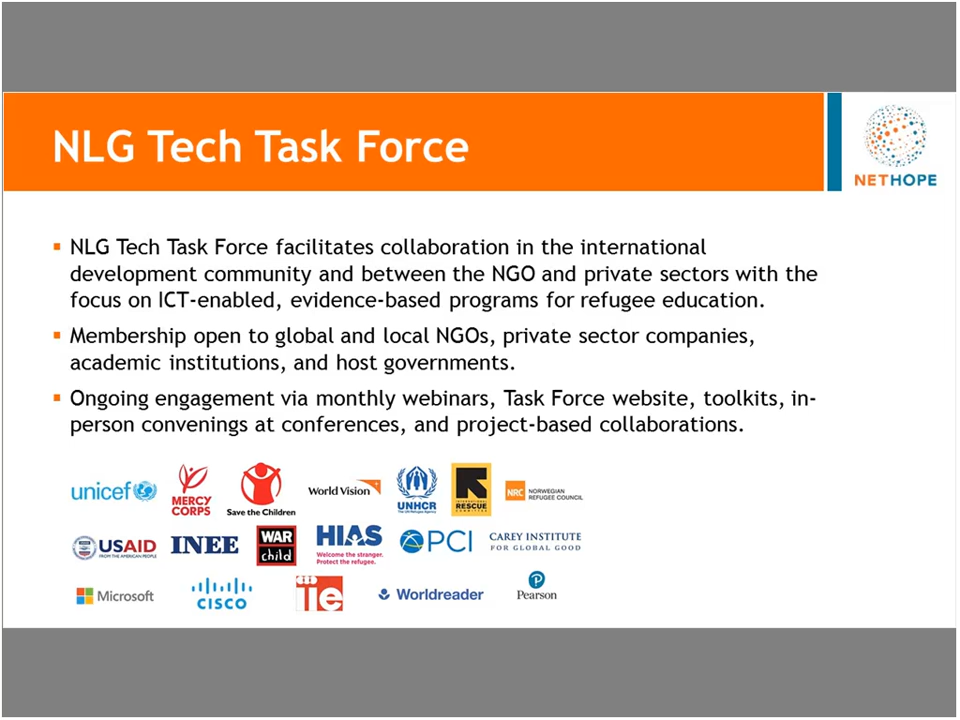 NLG Tech Task Force
NETHOPE
▪ NLG Tech Task Force facilitates collaboration in the international
development community and between the NGO and private sectors with the
focus on ICT-enabled, evidence-based programs for refugee education.
▪ Membership open to global and local NGOs, private sector companies,
academic institutions, and host governments.
▪ Ongoing engagement via monthly webinars, Task Force website, toolkits, in-
person convenings at conferences, and project-based collaborations.
unicef
MERCY
CORPS
Save the Children
World Vision
UNHCR
The UN Refugee Agency
INTERNATIONAL
RESCUE
COMMITTEE
NRC
NORWEGIAN
REFUGEE COUNCIL
USAID
FROM THE AMERICAN PEOPLE
INEE
WAR
child
HIAS
Welcome the stranger.
Protect the refugee.
PCI
CAREY INSTITUTE
FOR GLOBAL GOOD
Microsoft
CISCO
iie
Worldreader
P
Pearson